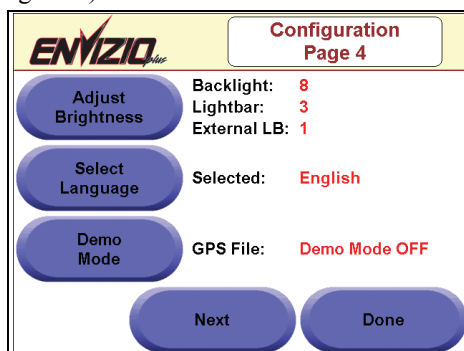 ENVIZIO plus
Configuration
Page 4
Adjust
Brightness
Backlight: 8
Lightbar: 3
External LB: 1
Select
Language
Selected: English
Demo
Mode
GPS File: Demo Mode OFF
Next
Done